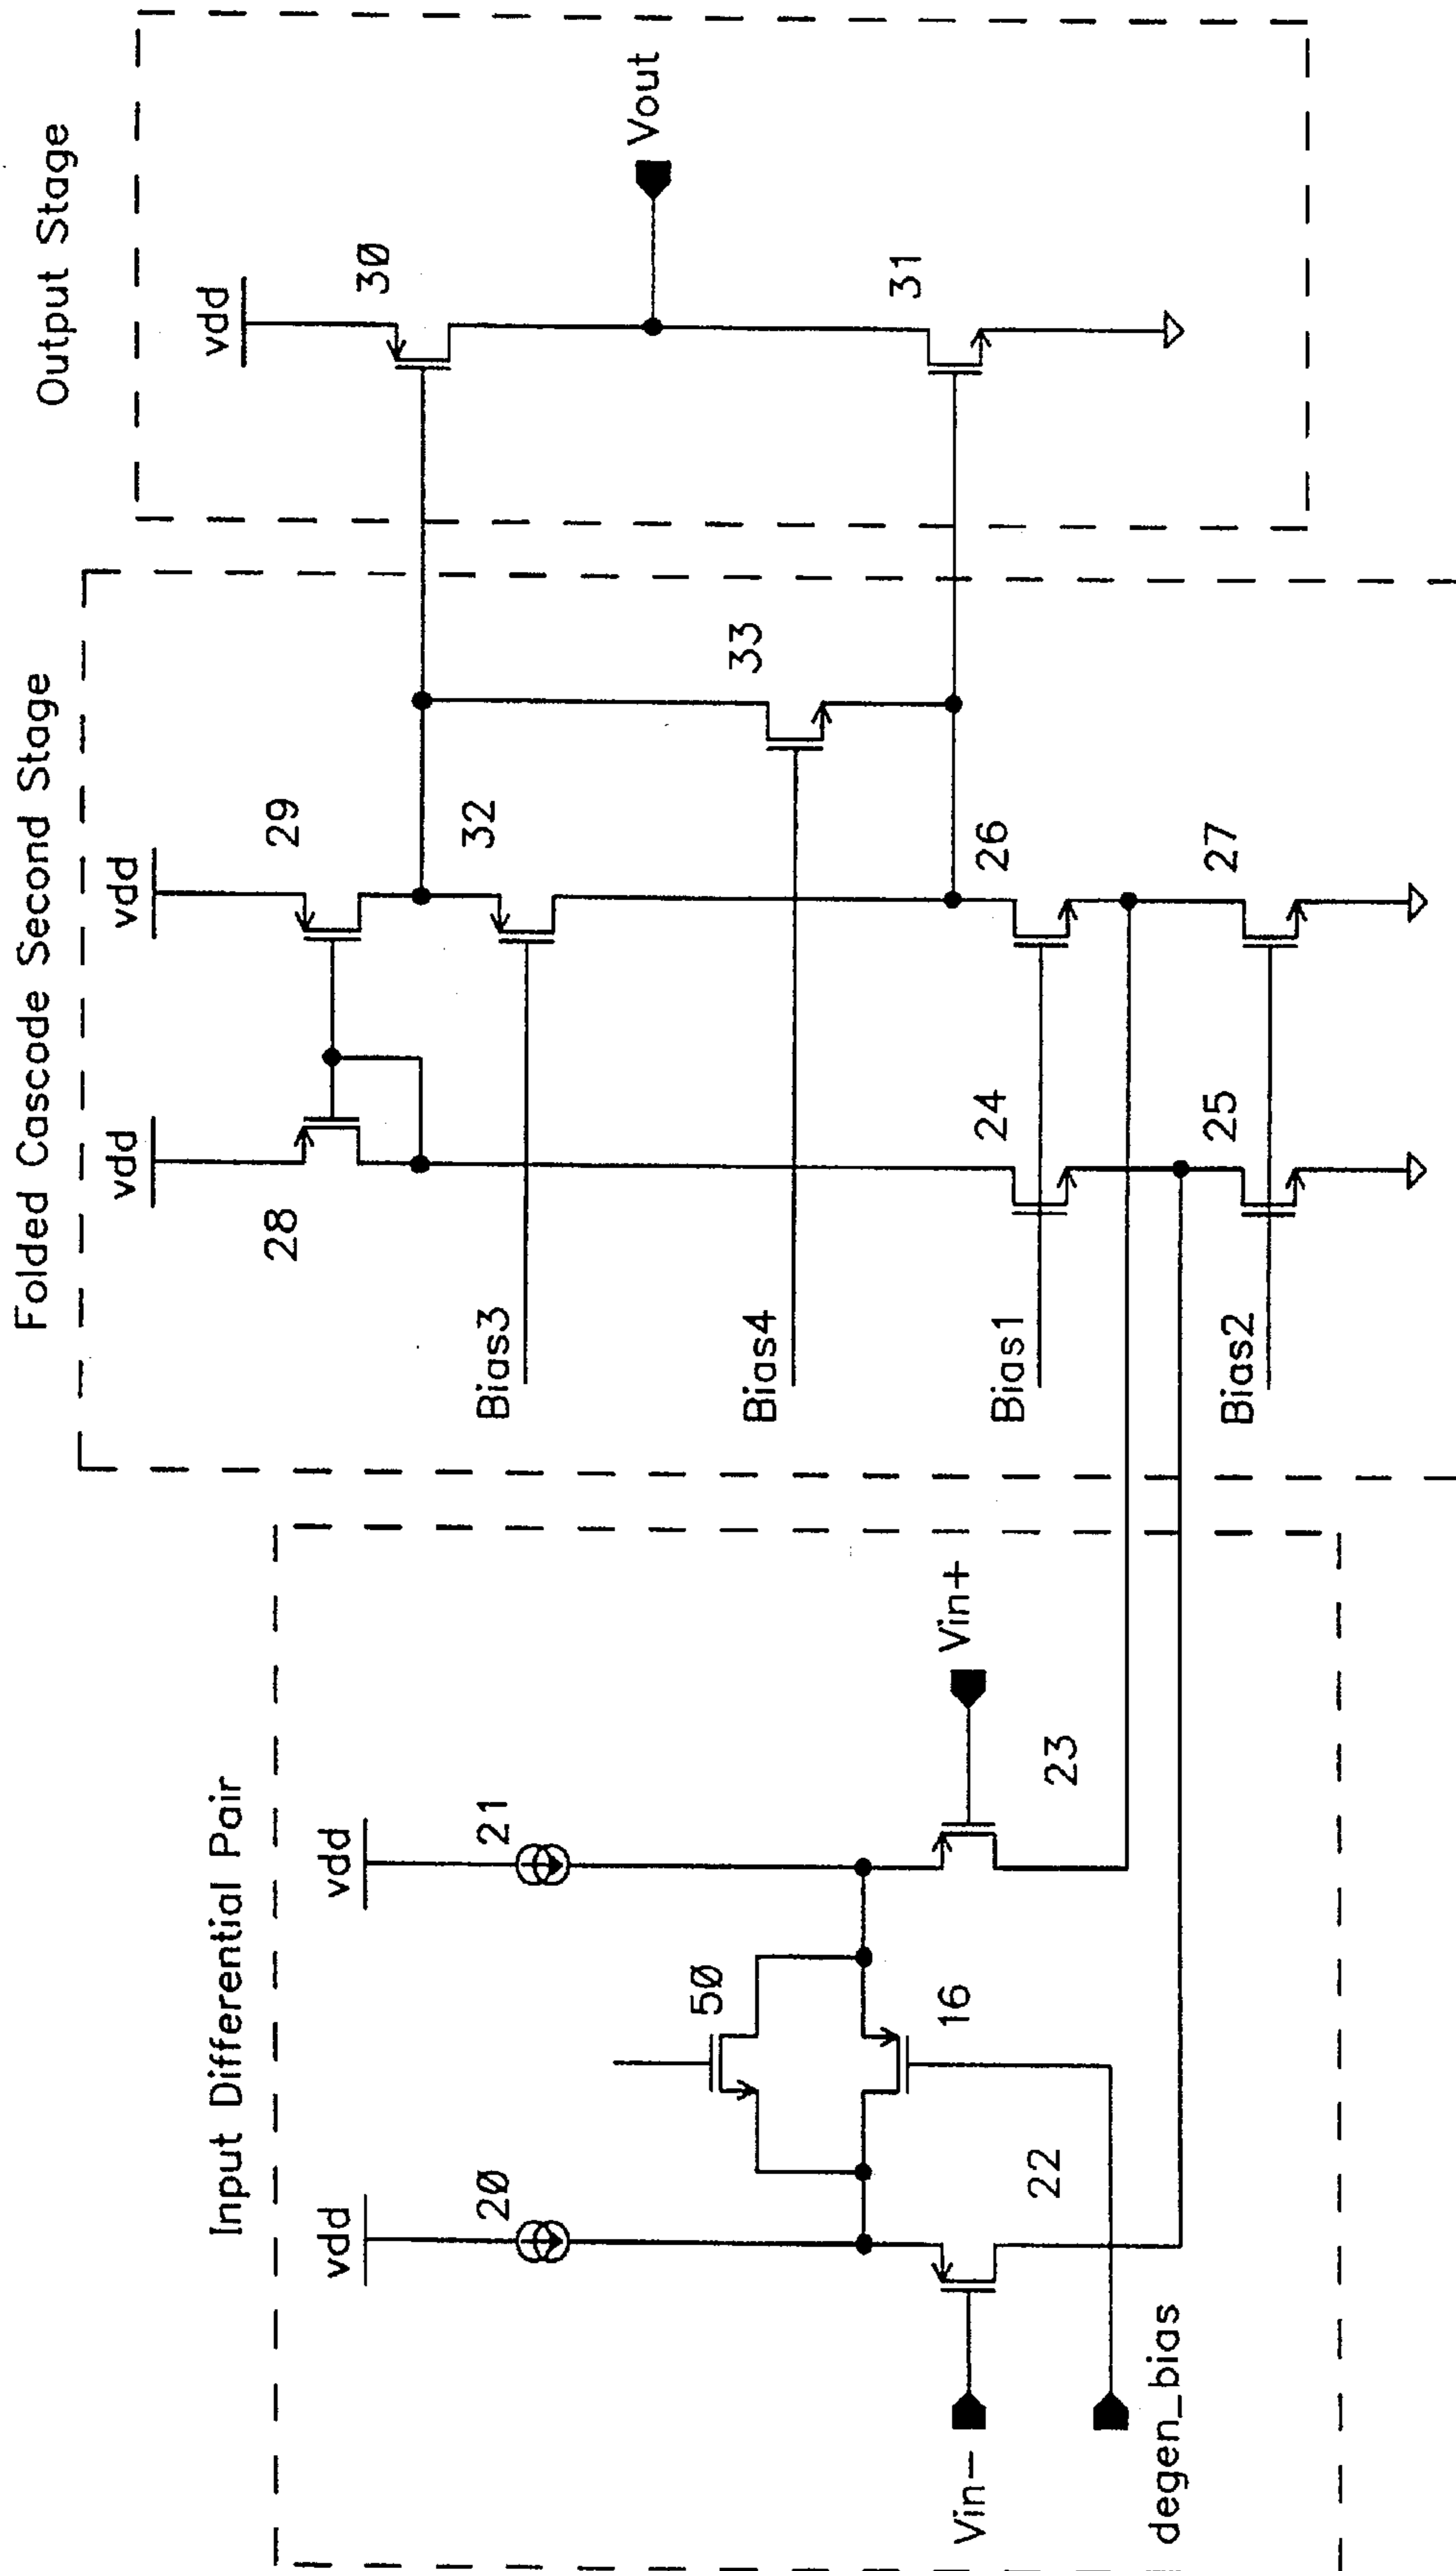 Input Differential Pair
vdd
vdd
20
21
50
16
Vin-
Vin+
22
23
degen_bias
Folded Cascode Second Stage
vdd
vdd
28
29
Bias3
32
Bias4
33
Bias1
24
26
Bias2
25
27
Output Stage
vdd
30
Vout
31